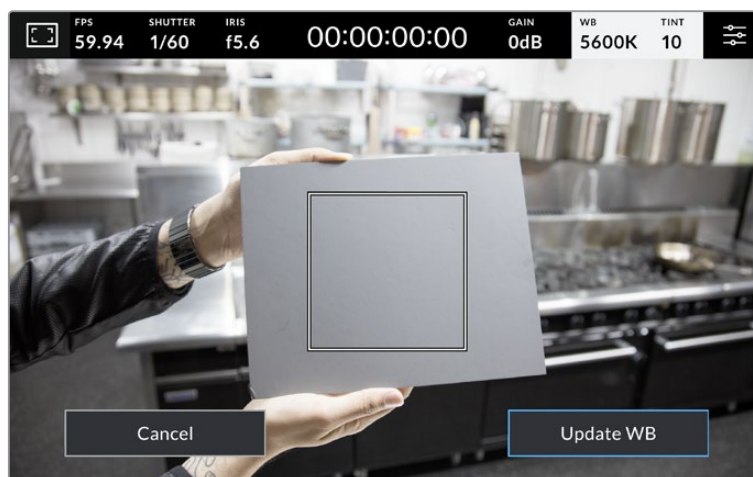 FPS SHUTTER IRIS GAIN WB TINT
59.94 1/60 f5.6 00:00:00:00 0dB 5600K 10
Cancel Update WB